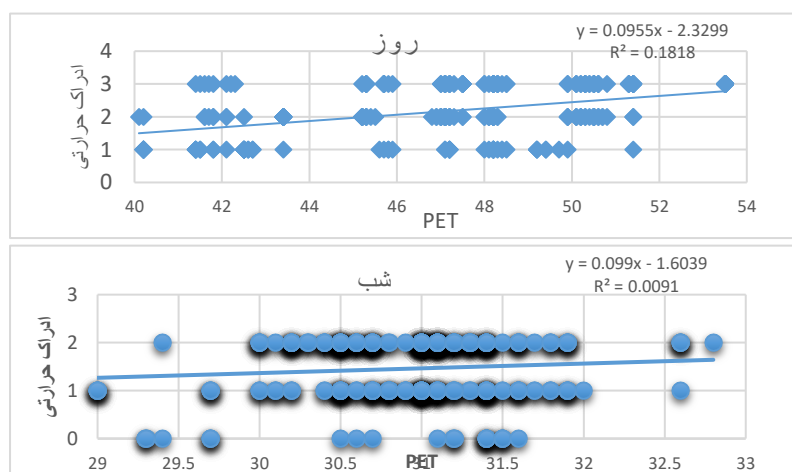 روز
y = 0.0955x - 2.3299
R² = 0.1818
ادراک حرارتی
4
3
2
1
0
40 42 44 46 48 50 52 54
PET
شب
y = 0.099x - 1.6039
R² = 0.0091
ادراک حرارتی
3
2
1
0
29 29.5 30 30.5 31 31.5 32 32.5 33
PET